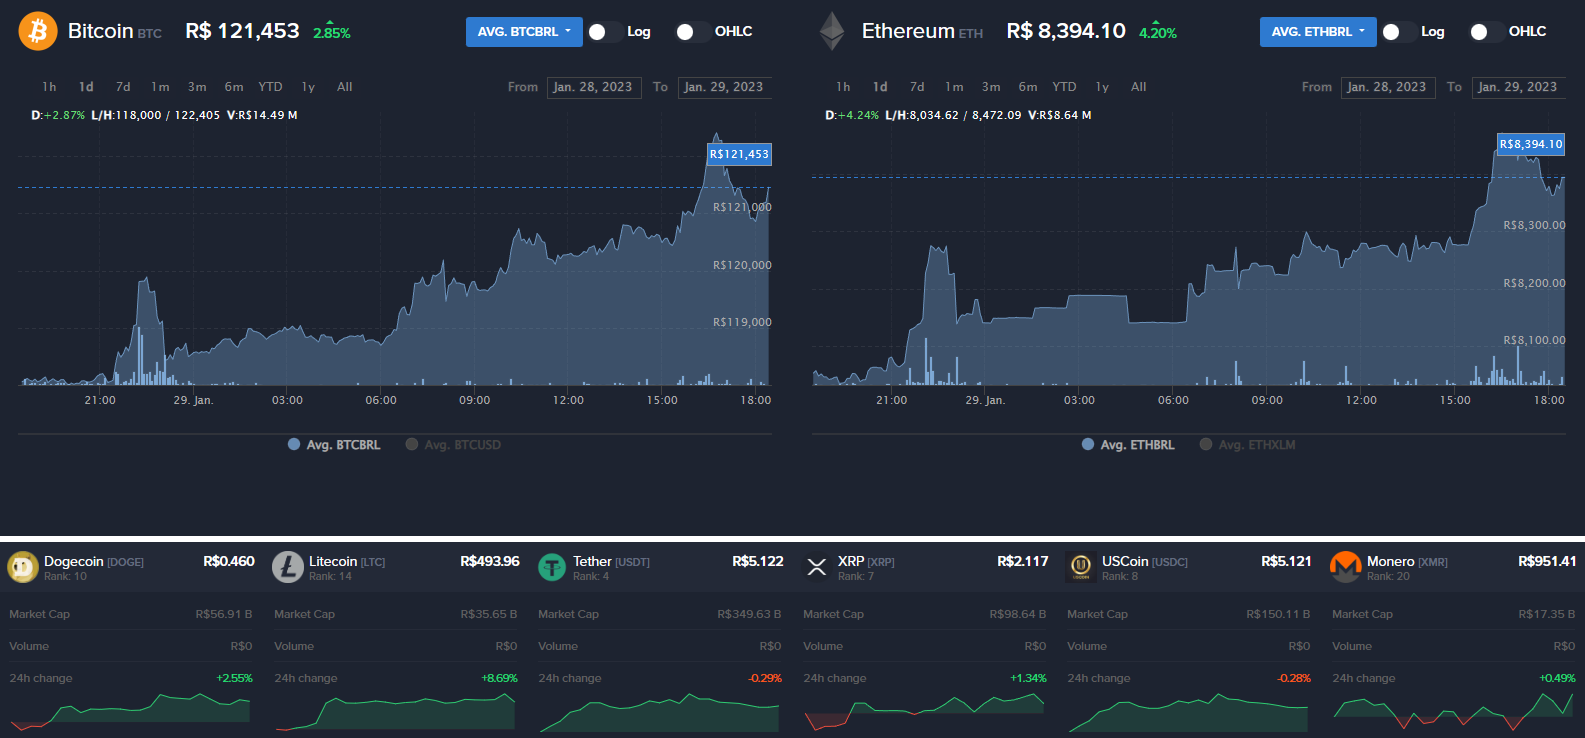 Bitcoin BTC R$ 121,453 2.85% AVG. BTCBRL Log OHLC
1h 1d 7d 1m 3m 6m YTD 1y All From Jan. 28, 2023 To Jan. 29, 2023
D:+2.87% L/H:118,000 / 122,405 V:R$14.49 M
R$121,453
R$121,000
R$120,000
R$119,000
21:00 29. Jan. 03:00 06:00 09:00 12:00 15:00 18:00
Avg. BTCBRL Avg. BTCUSD
Ethereum ETH R$ 8,394.10 4.20% AVG. ETHBRL Log OHLC
1h 1d 7d 1m 3m 6m YTD 1y All From Jan. 28, 2023 To Jan. 29, 2023
D:+4.24% L/H:8,034.62 / 8,472.09 V:R$8.64 M
R$8,394.10
R$8,300.00
R$8,200.00
R$8,100.00
21:00 29. Jan. 03:00 06:00 09:00 12:00 15:00 18:00
Avg. ETHBRL Avg. ETHXLM
Dogecoin [DOGE] R$0.460
Rank: 10
Market Cap R$56.91 B
Volume R$0
24h change +2.55%
Litecoin [LTC] R$493.96
Rank: 14
Market Cap R$35.65 B
Volume R$0
24h change +8.69%
Tether [USDT] R$5.122
Rank: 4
Market Cap R$349.63 B
Volume R$0
24h change -0.29%
XRP [XRP] R$2.117
Rank: 7
Market Cap R$98.64 B
Volume R$0
24h change +1.34%
USCoin [USDC] R$5.121
Rank: 8
Market Cap R$150.11 B
Volume R$0
24h change -0.28%
Monero [XMR] R$951.41
Rank: 20
Market Cap R$17.35 B
Volume R$0
24h change +0.49%